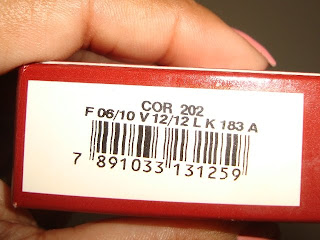 COR 202
F 06/10 V 12/12 L K 183 A
7 891033 131259